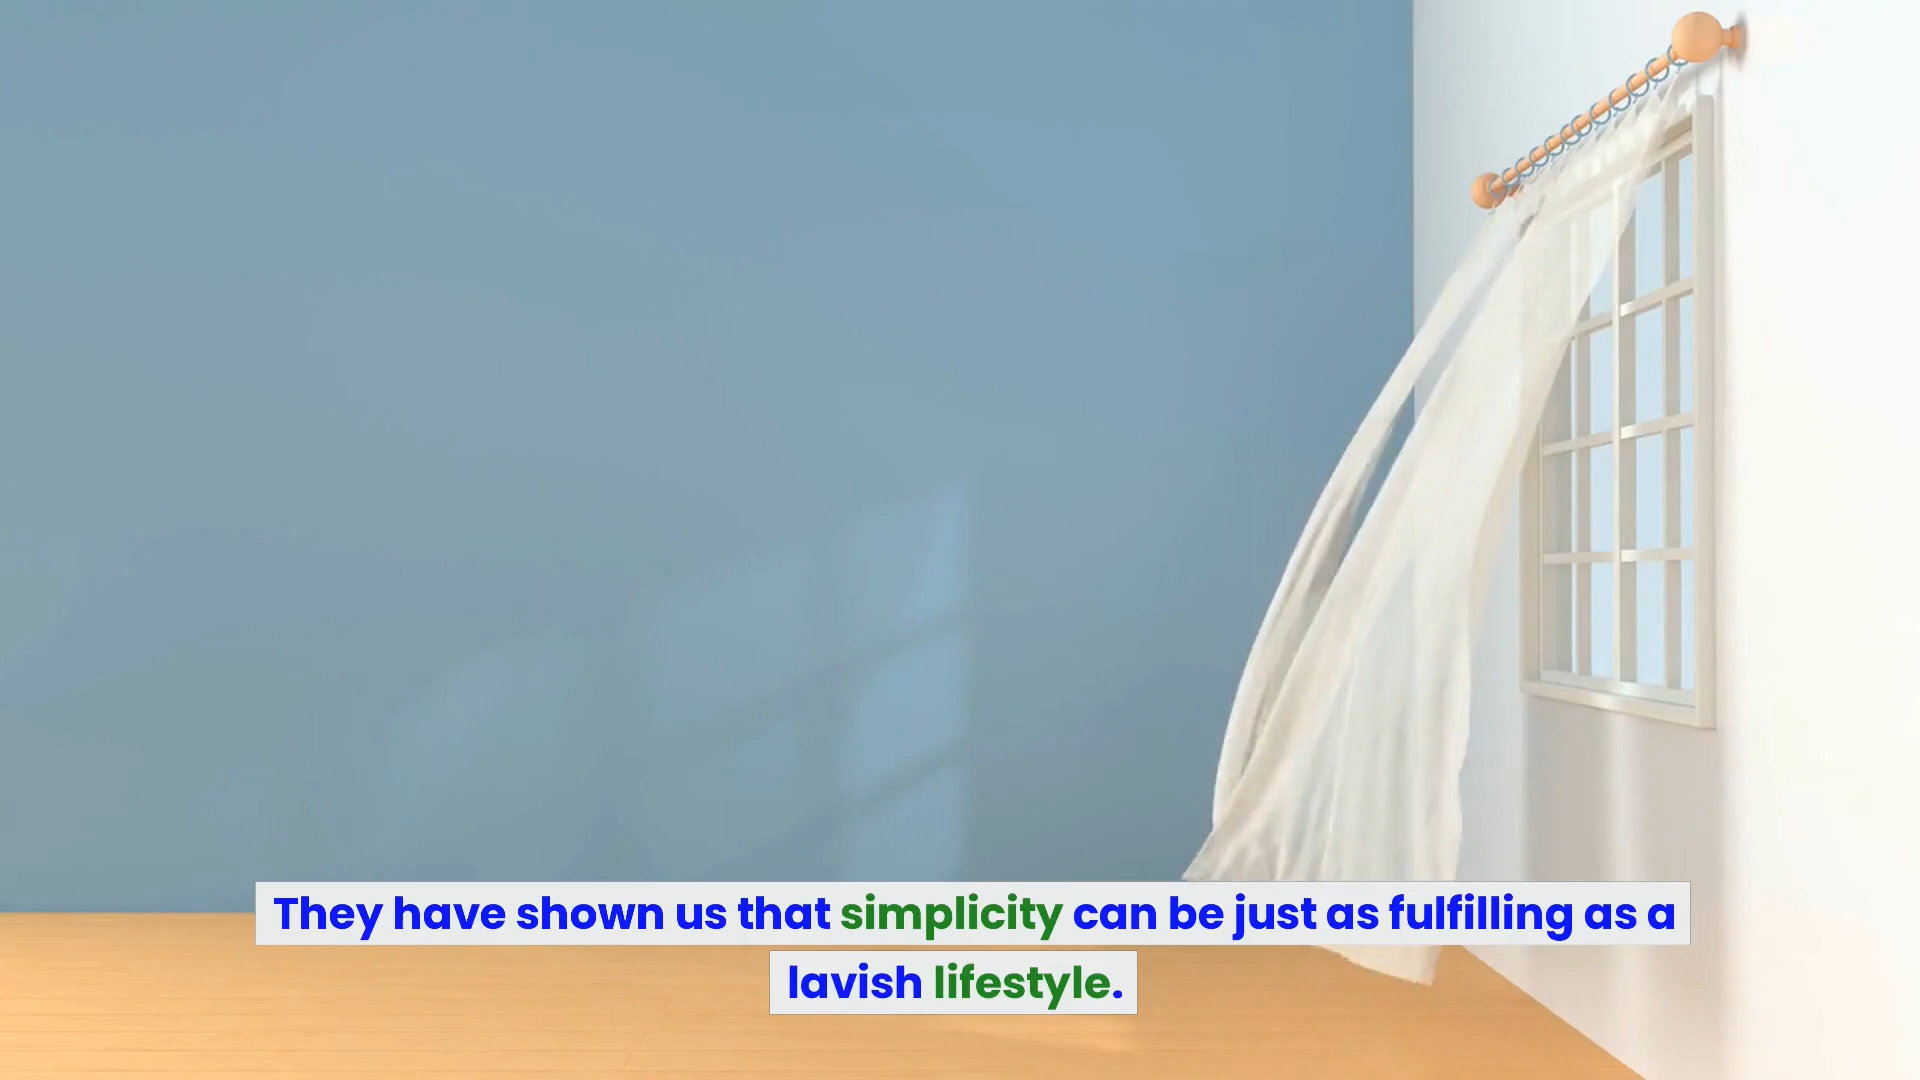 They have shown us that simplicity can be just as fulfilling as a
lavish lifestyle.